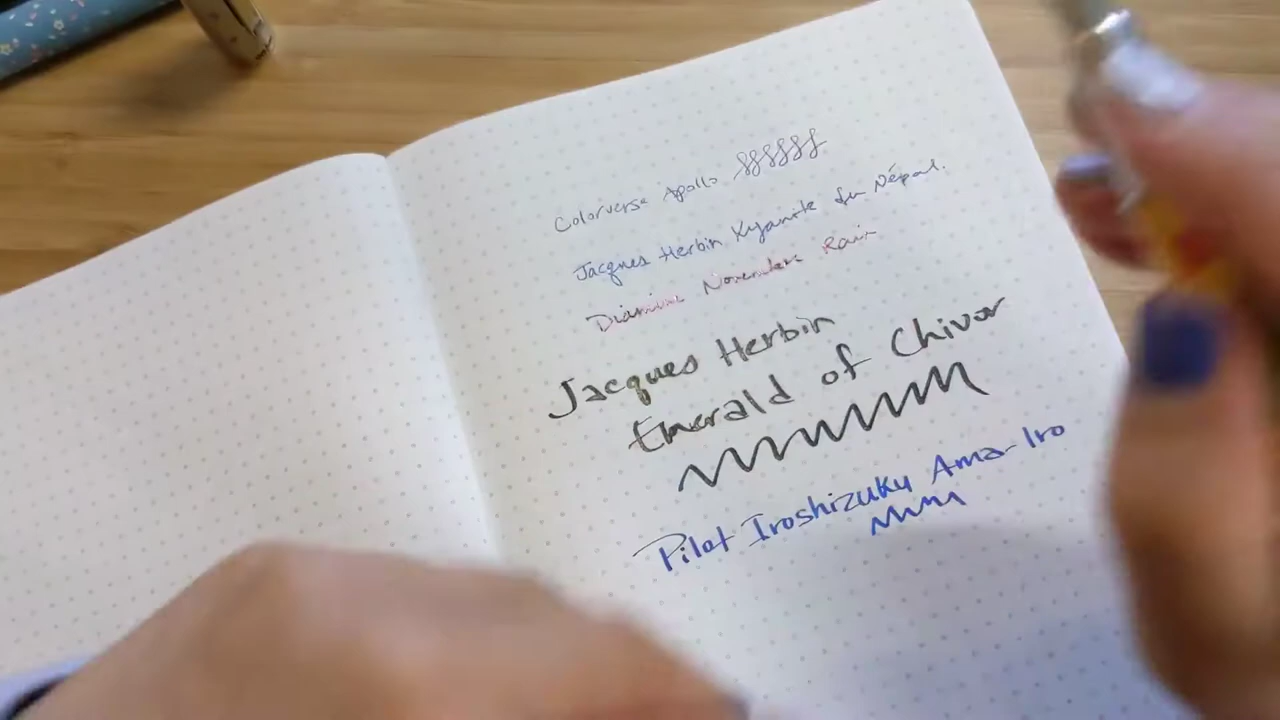 Colorverse Apollo
Jacques Herbin Kyanite du Népal.
Diamine November Rain
Jacques Herbin
Emerald of Chivor
Pilot Iroshizuku Ama-Iro